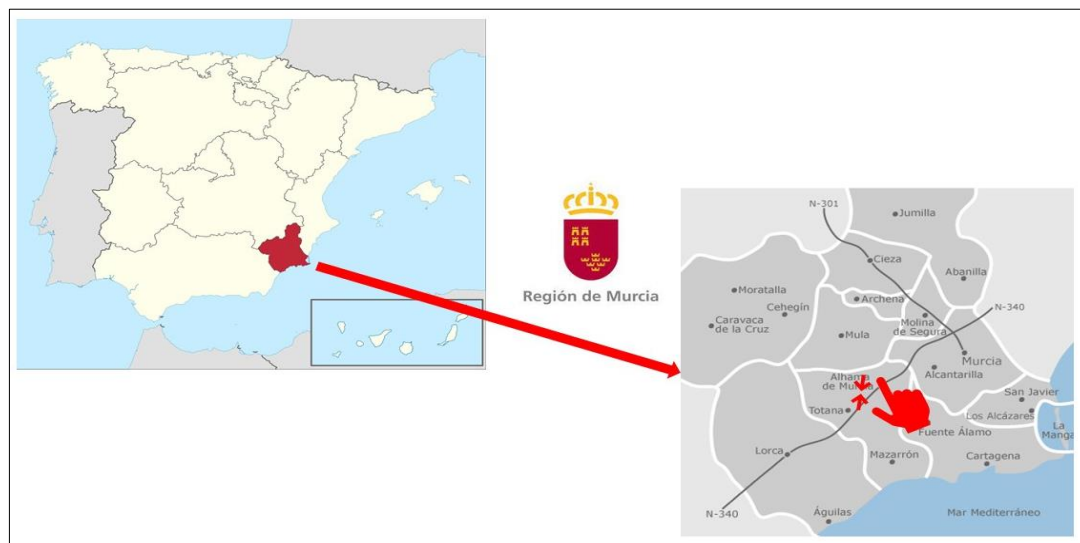 Región de Murcia
N-301
Jumilla
Cieza
Abanilla
Moratalla
Cehegín
Archena
N-340
Caravaca
de la Cruz
Molina
de Segura
Mula
Murcia
Alhama
de Murcia
Alcantarilla
San Javier
Totana
Los Alcázares
La
Manga
Fuente Álamo
Lorca
Mazarrón
Cartagena
N-340
Águilas
Mar Mediterráneo